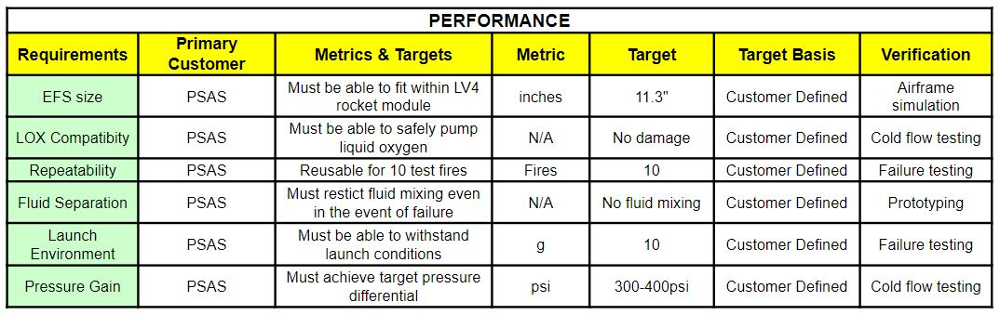 PERFORMANCE
Requirements Primary Customer Metrics & Targets Metric Target Target Basis Verification
EFS size PSAS Must be able to fit within LV4 rocket module inches 11.3" Customer Defined Airframe simulation
LOX Compatibity PSAS Must be able to safely pump liquid oxygen N/A No damage Customer Defined Cold flow testing
Repeatability PSAS Reusable for 10 test fires Fires 10 Customer Defined Failure testing
Fluid Separation PSAS Must restict fluid mixing even in the event of failure N/A No fluid mixing Customer Defined Prototyping
Launch Environment PSAS Must be able to withstand launch conditions g 10 Customer Defined Failure testing
Pressure Gain PSAS Must achieve target pressure differential psi 300-400psi Customer Defined Cold flow testing